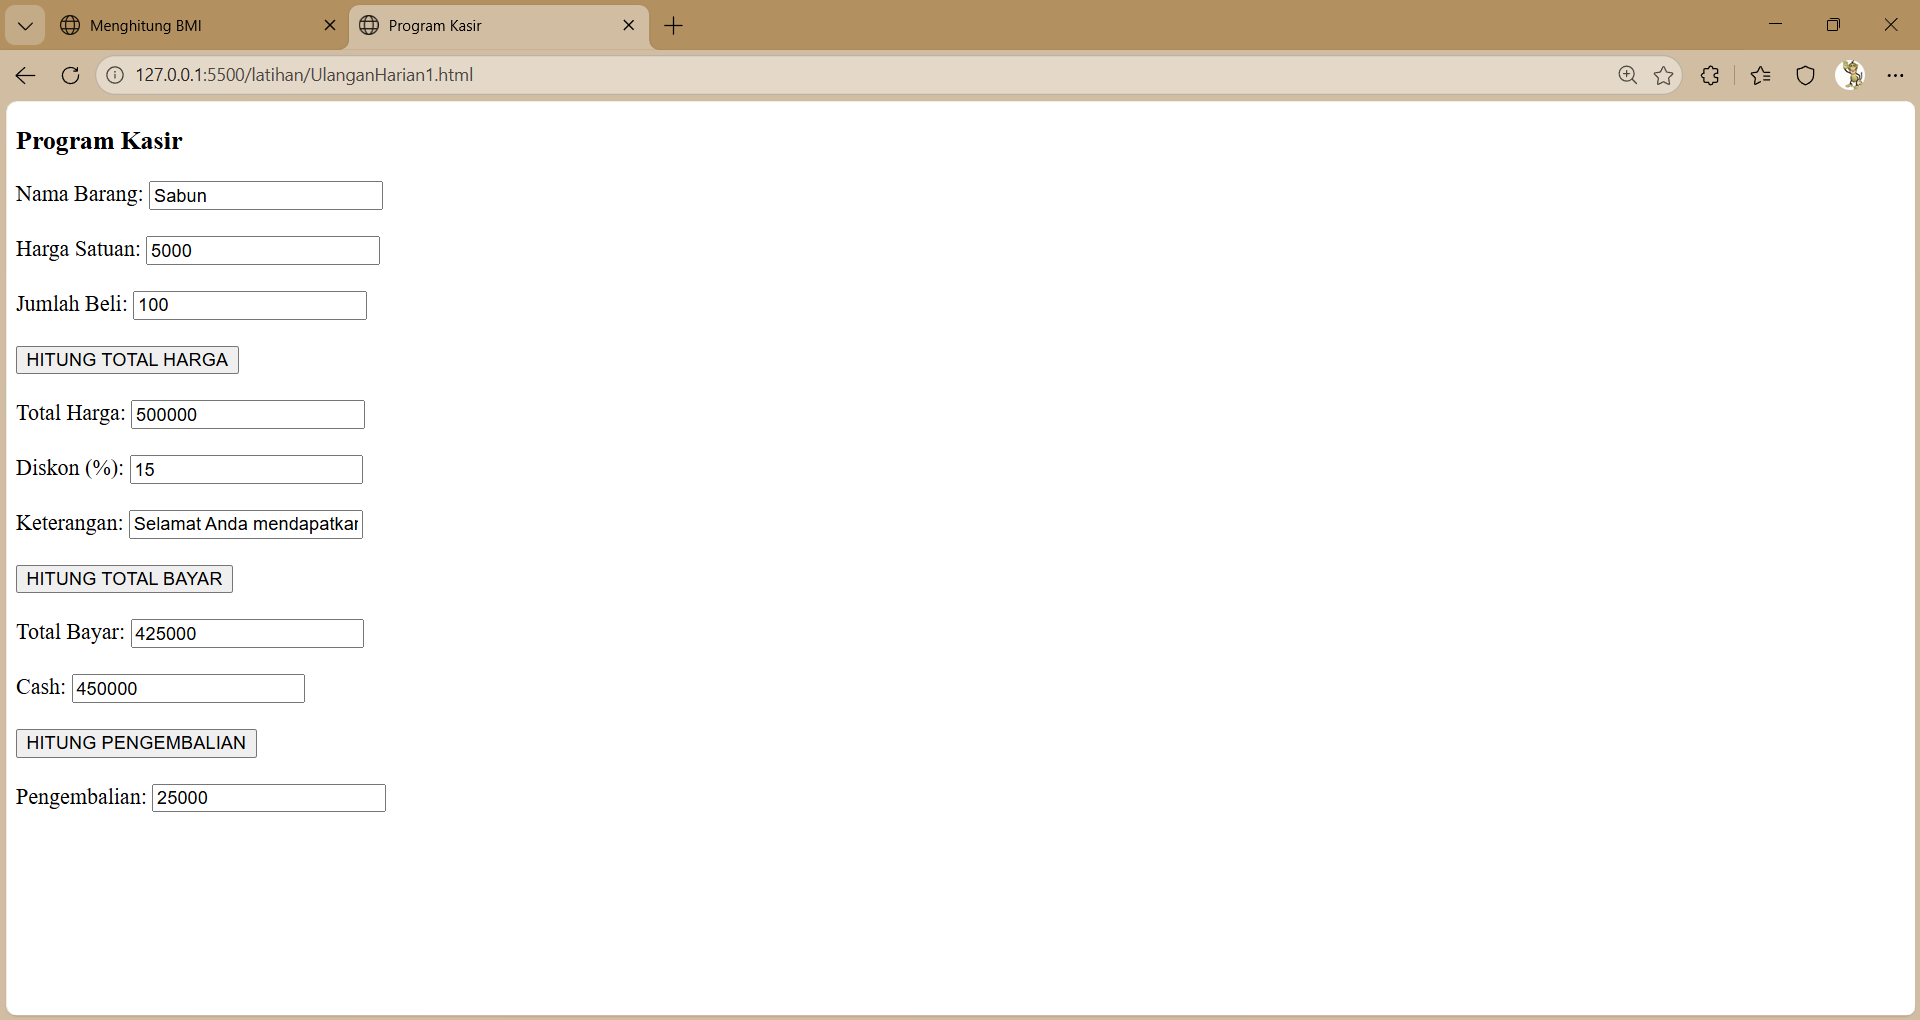 Menghitung BMI
Program Kasir
127.0.0.1:5500/latihan/UlanganHarian1.html
Program Kasir
Nama Barang: Sabun
Harga Satuan: 5000
Jumlah Beli: 100
HITUNG TOTAL HARGA
Total Harga: 500000
Diskon (%): 15
Keterangan: Selamat Anda mendapatkan
HITUNG TOTAL BAYAR
Total Bayar: 425000
Cash: 450000
HITUNG PENGEMBALIAN
Pengembalian: 25000